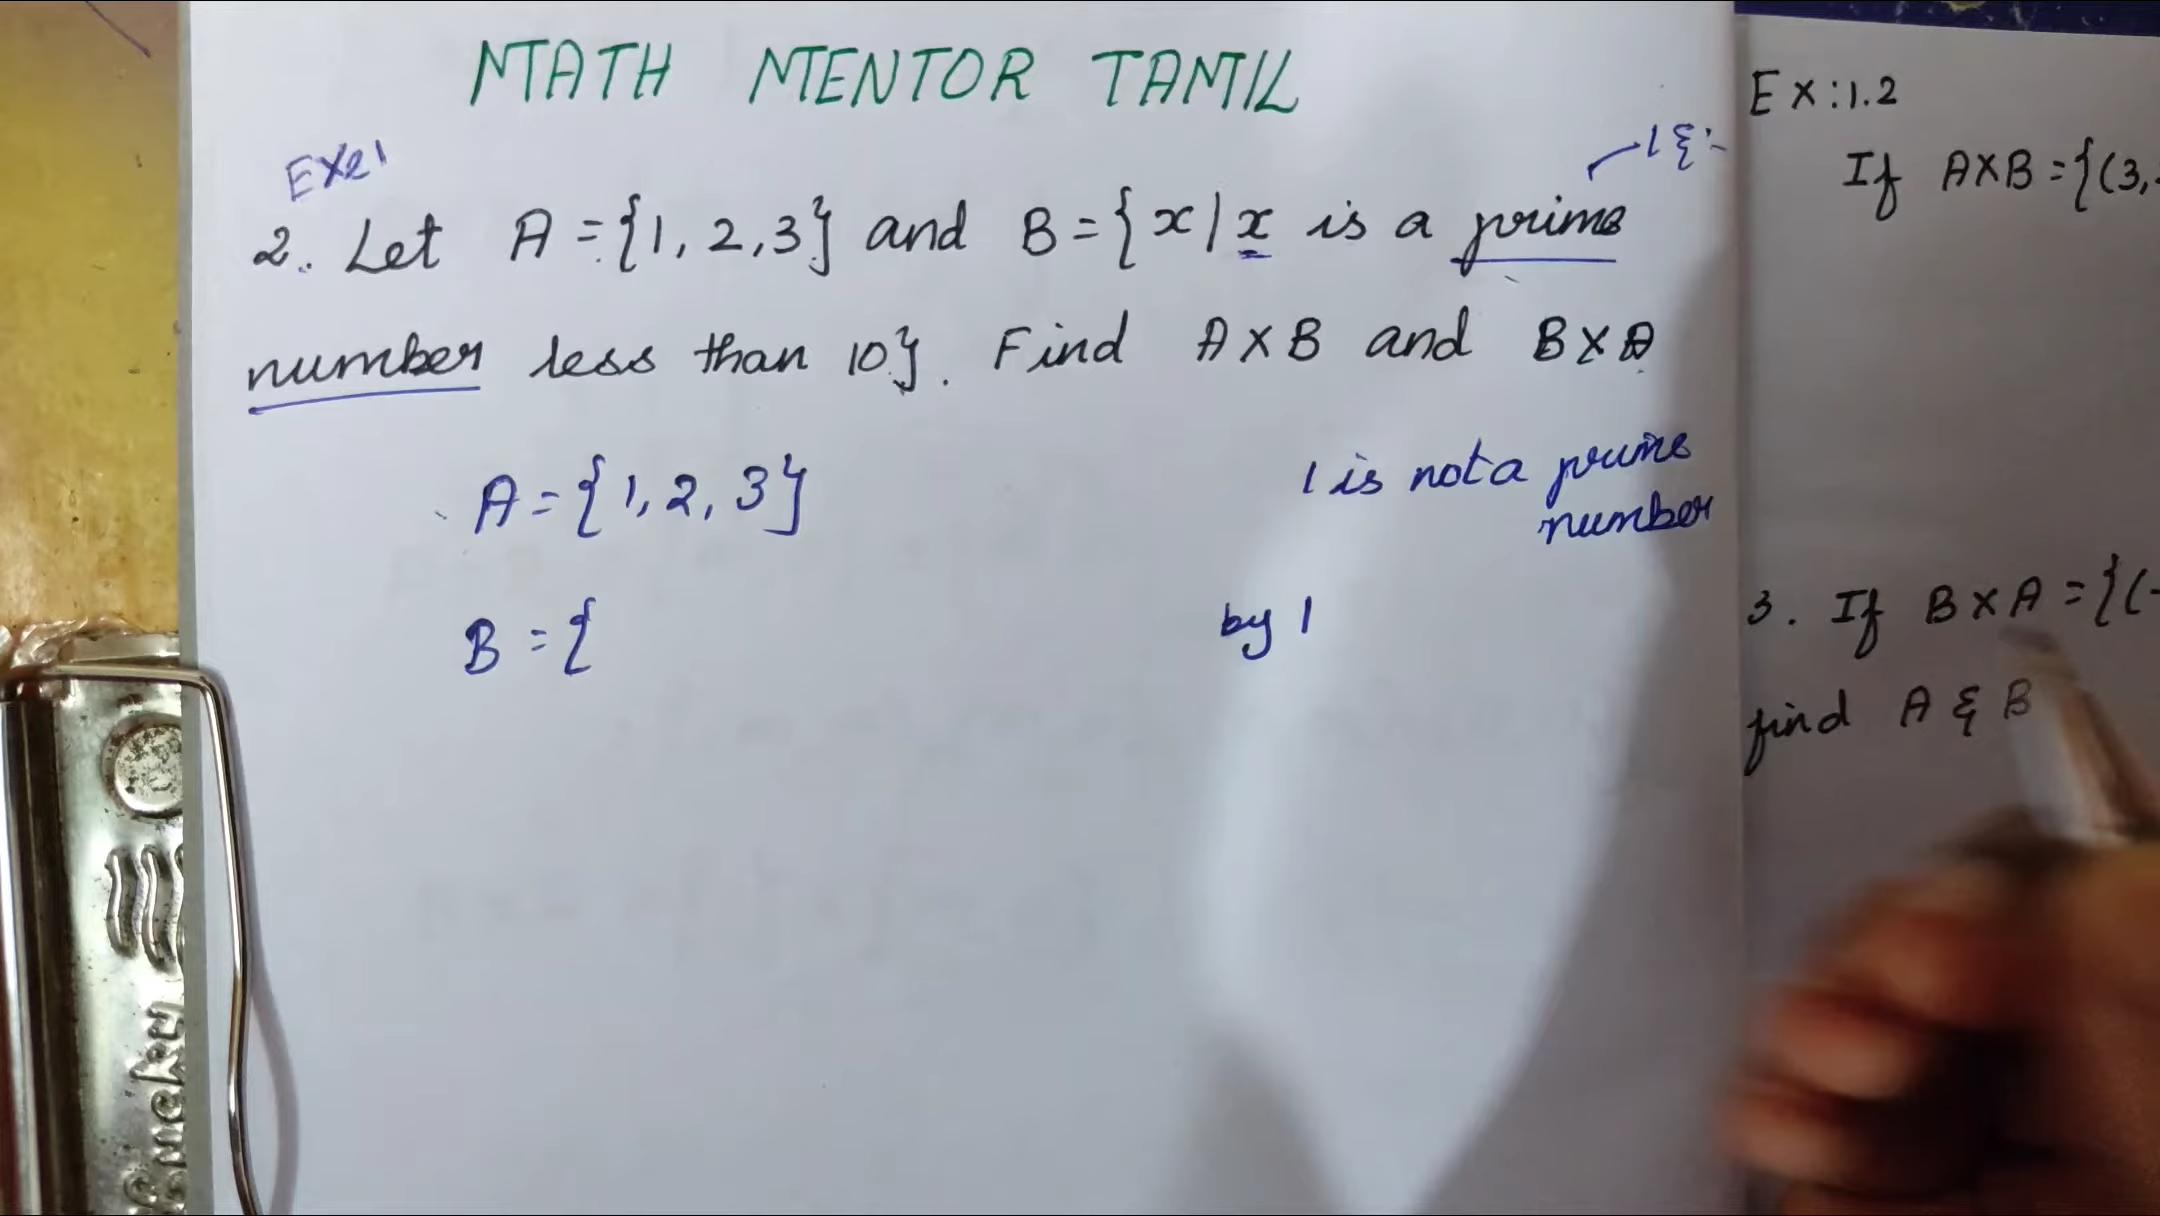 MATH MENTOR TAMIL
Exe1
2. Let A = {1, 2, 3} and B = {x | x is a prime
1 &
number less than 10}. Find A X B and B X A
A = {1, 2, 3}
1 is not a prime
number
B = {
by 1
Ex: 1.2
If A X B = {(3,
3. If B X A = {(-
find A & B